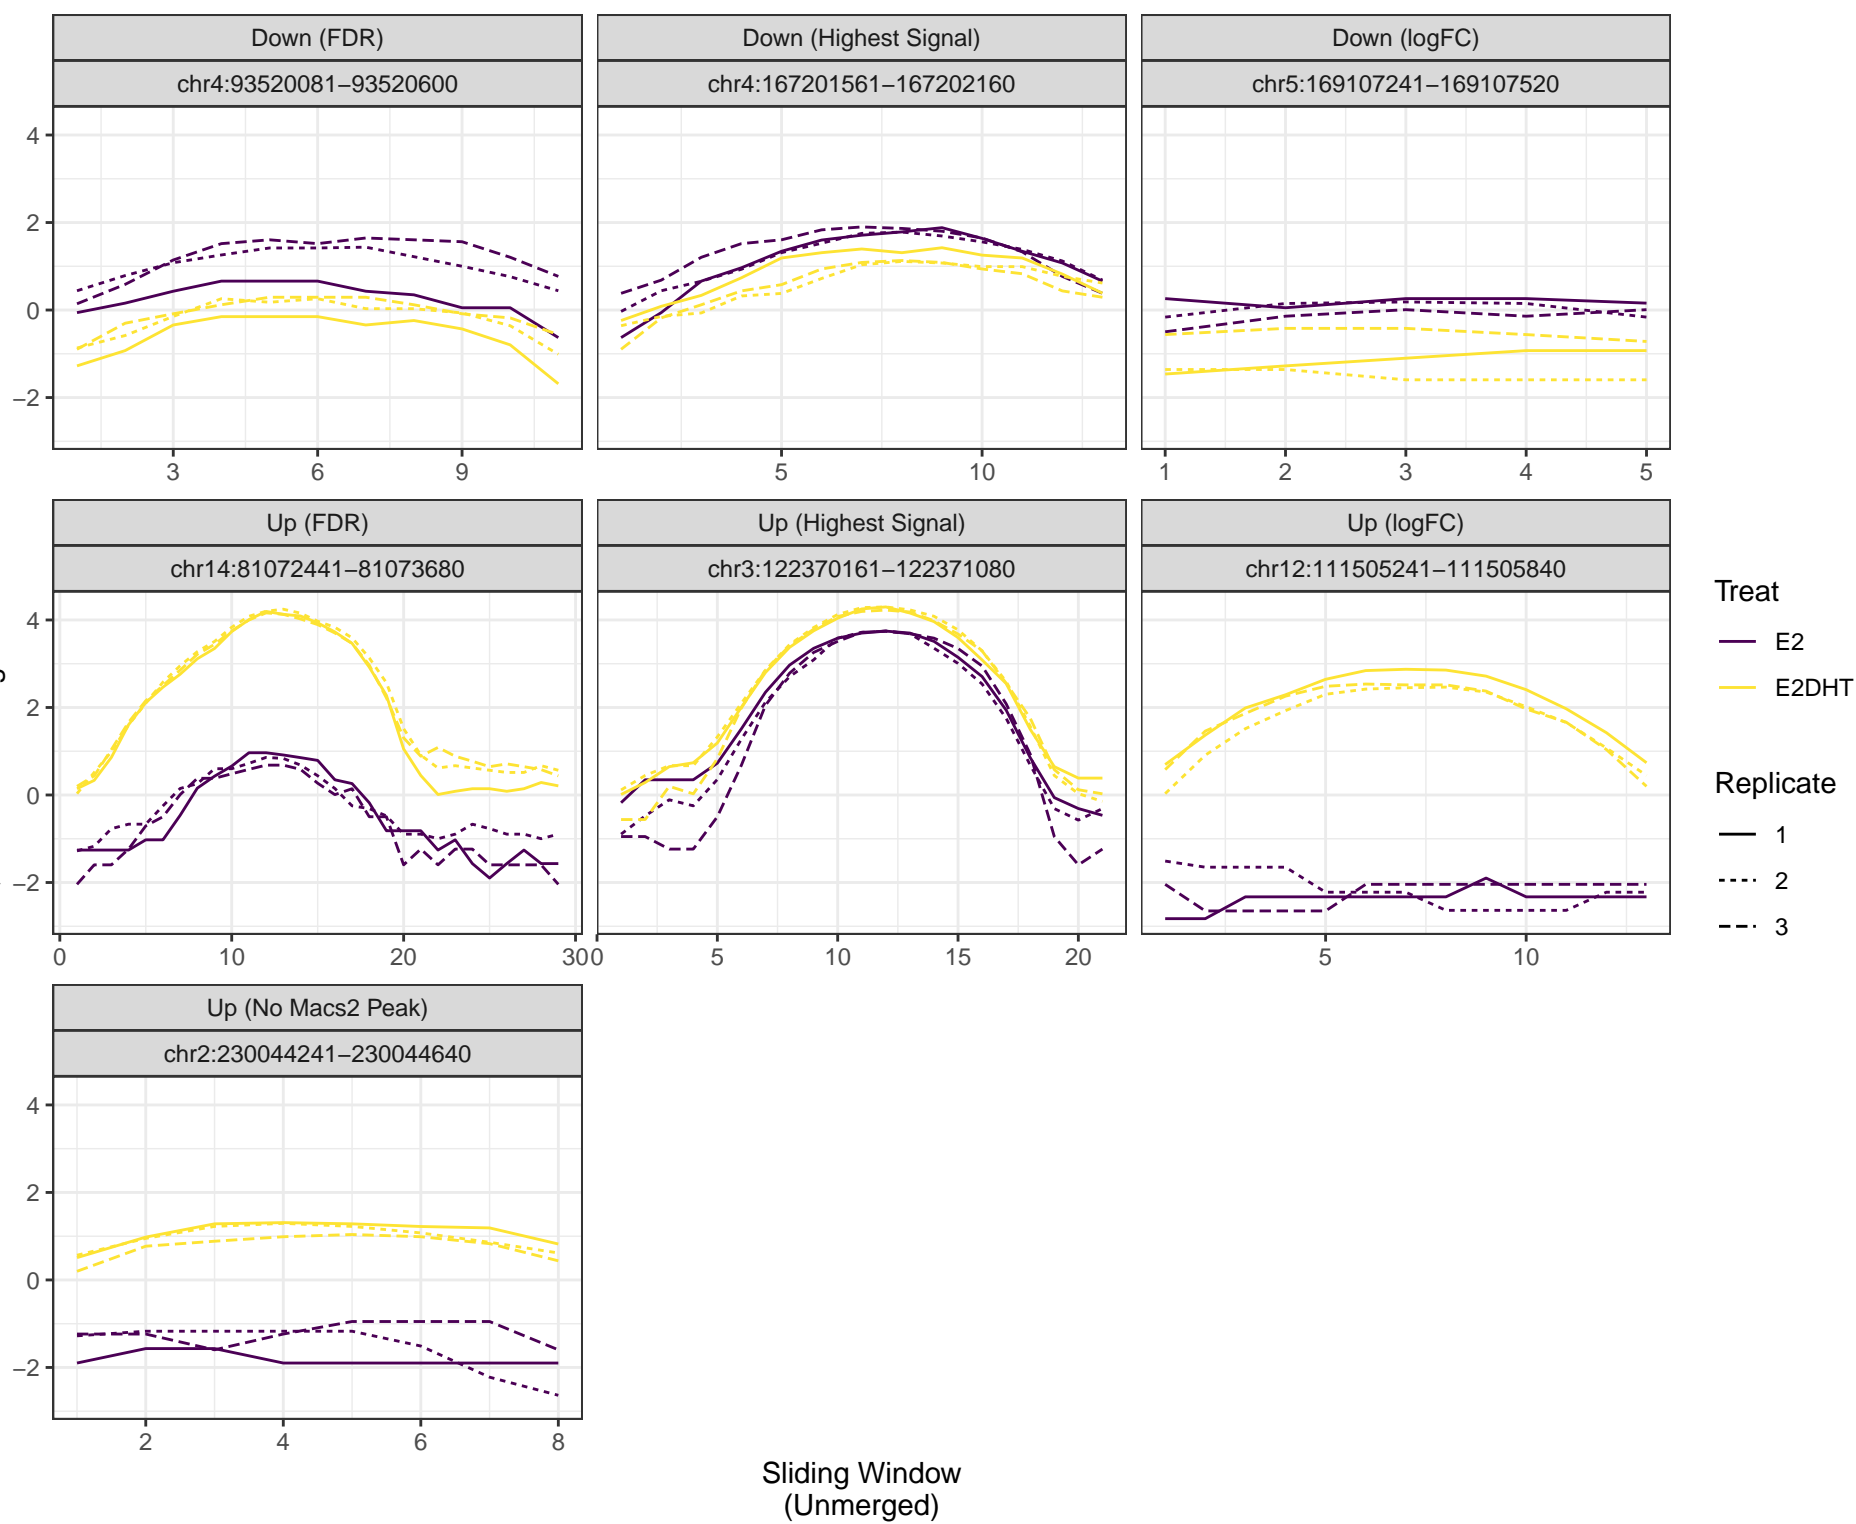 Down (FDR)
Down (Highest Signal)
Down (logFC)
chr4:93520081−93520600
chr4:167201561−167202160
chr5:169107241−169107520
4
2
0
−2
3
6
9
5
10
1
2
3
4
5
Up (FDR)
Up (Highest Signal)
Up (logFC)
chr14:81072441−81073680
chr3:122370161−122371080
chr12:111505241−111505840
4
2
0
−2
0
10
20
30
0
5
10
15
20
5
10
Treat
E2
E2DHT
Replicate
1
2
3
Up (No Macs2 Peak)
chr2:230044241−230044640
4
2
0
−2
2
4
6
8
Sliding Window
(Unmerged)